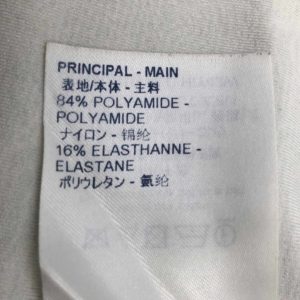 PRINCIPAL - MAIN
表地/本体 - 主料
84% POLYAMIDE -
POLYAMIDE
ナイロン - 锦纶
16% ELASTHANNE -
ELASTANE
ポリウレタン - 氨纶